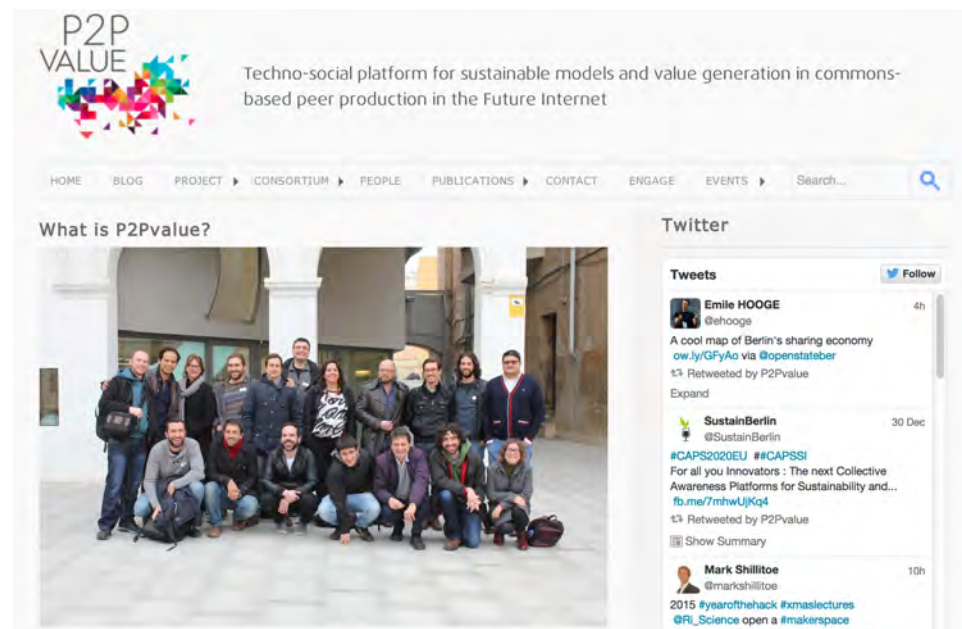 P2P
VALUE
Techno-social platform for sustainable models and value generation in commons-
based peer production in the Future Internet
HOME BLOG PROJECT CONSORTIUM PEOPLE PUBLICATIONS CONTACT ENGAGE EVENTS Search...
What is P2Pvalue?
Twitter
Tweets
Follow
Emile HOOGE 4h
@ehooge
A cool map of Berlin's sharing economy
ow.ly/GFyAo via @openstateber
Retweeted by P2Pvalue
Expand
SustainBerlin 30 Dec
@SustainBerlin
#CAPS2020EU ##CAPSSI
For all you Innovators : The next Collective
Awareness Platforms for Sustainability and...
fb.me/7mhwUjKq4
Retweeted by P2Pvalue
Show Summary
Mark Shillitoe 10h
@markshillitoe
2015 #yearofthehack #xmaslectures
@Ri_Science open a #makerspace